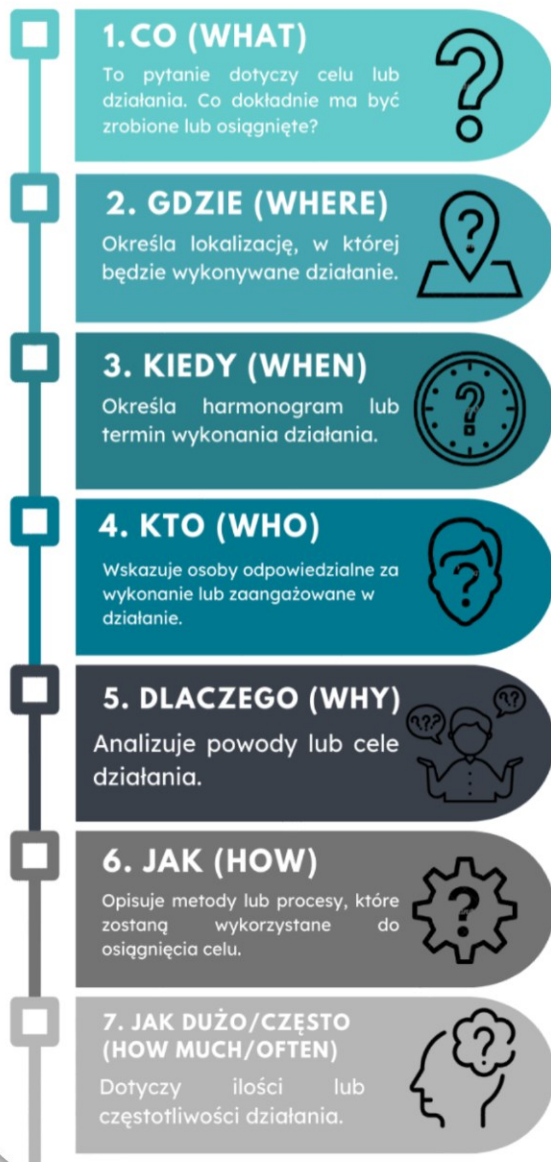 1. CO (WHAT)
To pytanie dotyczy celu lub
działania. Co dokładnie ma być
zrobione lub osiągnięte?
2. GDZIE (WHERE)
Określa lokalizację, w której
będzie wykonywane działanie.
3. KIEDY (WHEN)
Określa harmonogram lub
termin wykonania działania.
4. KTO (WHO)
Wskazuje osoby odpowiedzialne za
wykonanie lub zaangażowane w
działanie.
5. DLACZEGO (WHY)
Analizuje powody lub cele
działania.
6. JAK (HOW)
Opisuje metody lub procesy, które
zostaną wykorzystane do
osiągnięcia celu.
7. JAK DUŻO/CZĘSTO
(HOW MUCH/OFTEN)
Dotyczy ilości lub
częstotliwości działania.